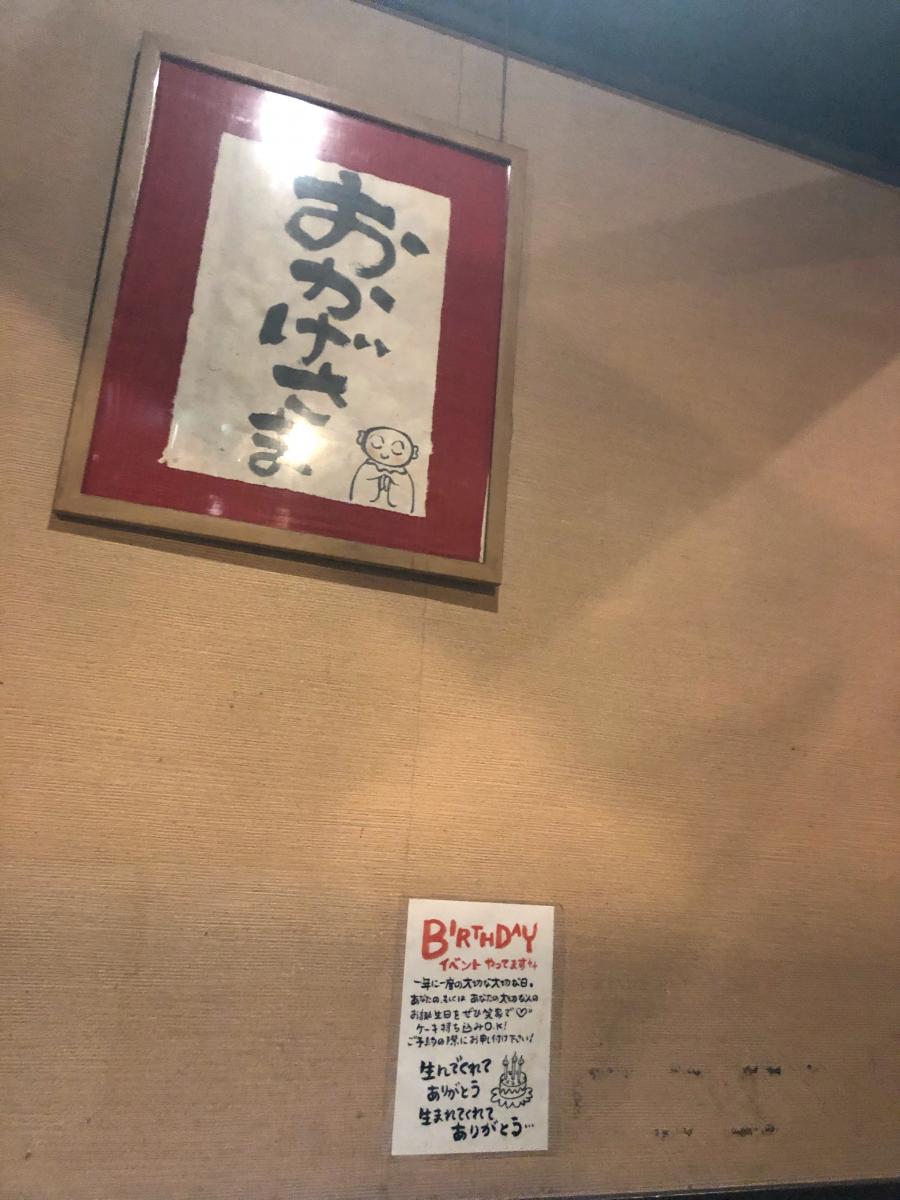 おかげさま
BIRTHDAY
イベントやってます
一年に一度の大切な大切な日。
あなたの、もしくは あなたの大切な人の
お誕生日をぜひ笑家で♡
ケーキ持ち込みOK!
ご予約の際にお申し付け下さい!
生んでくれて
ありがとう
生まれてくれて
ありがとう…